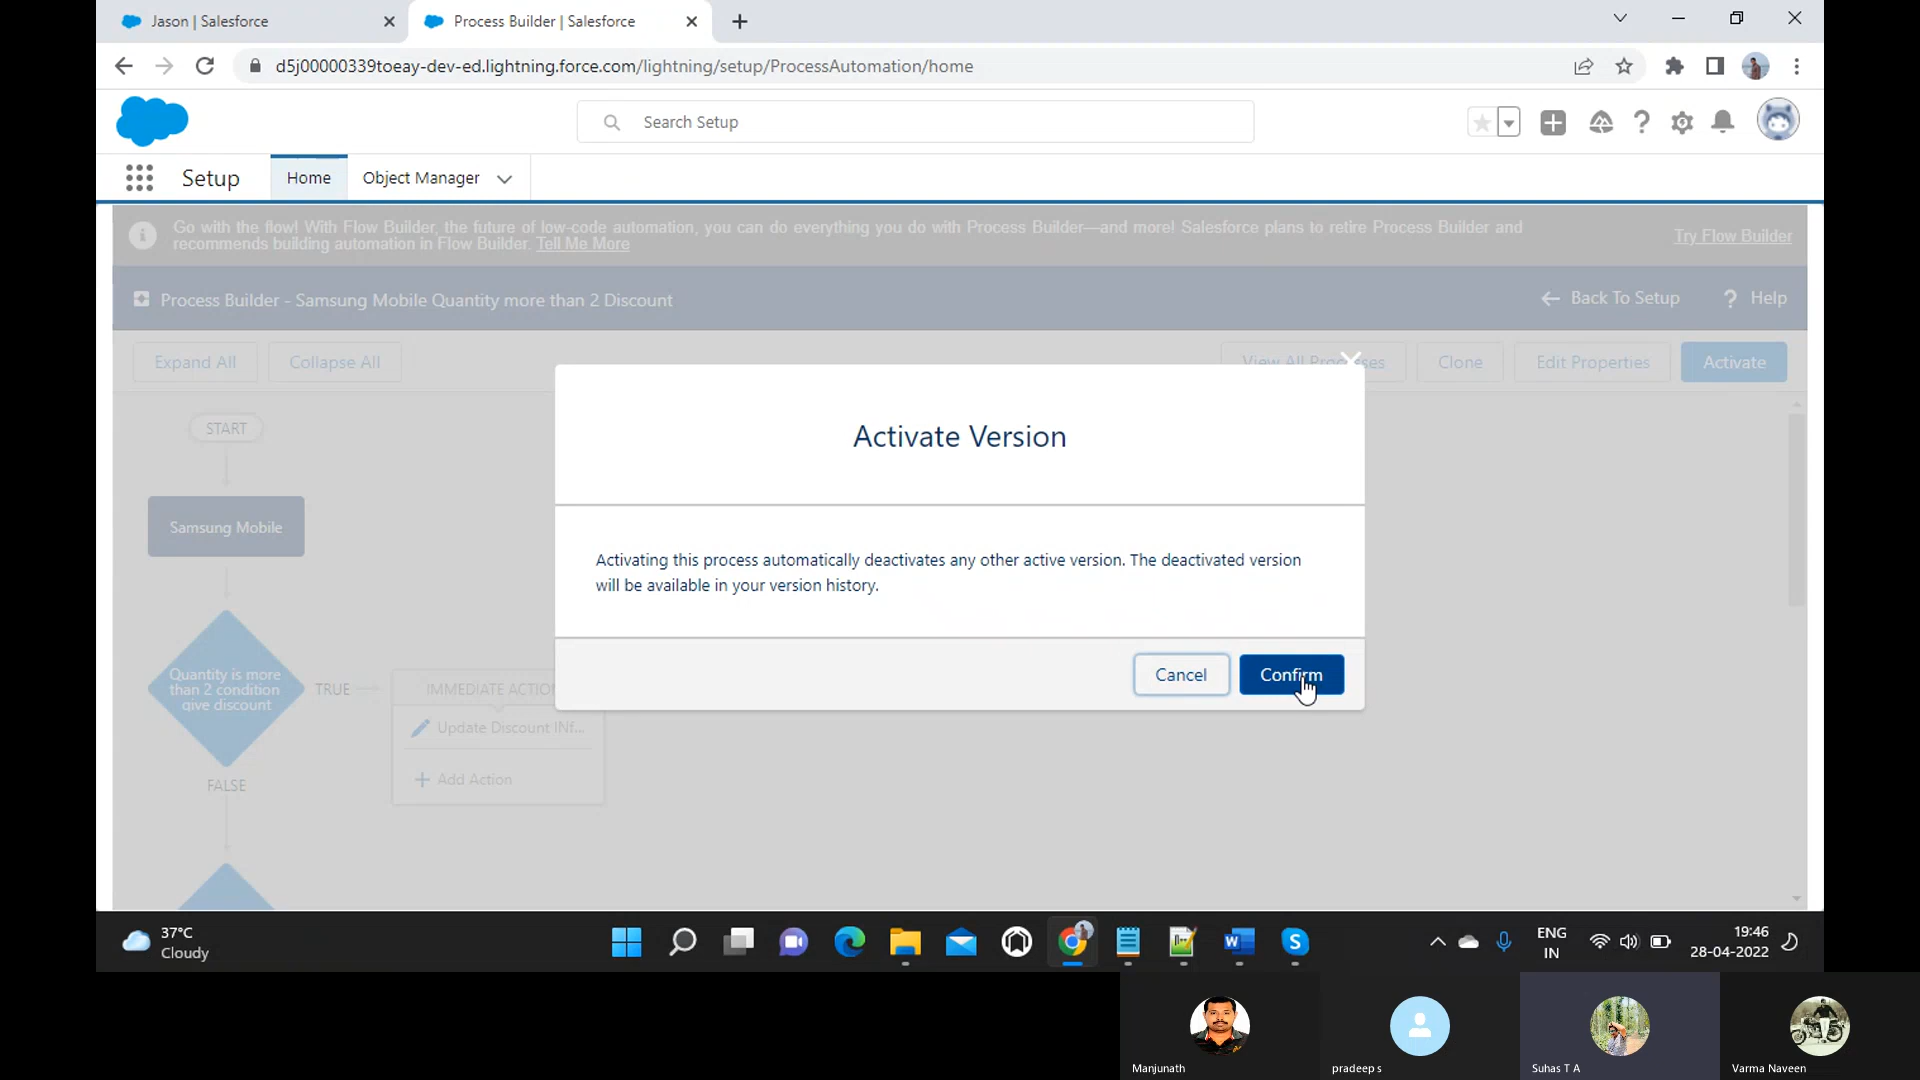 Jason | Salesforce
Process Builder | Salesforce
d5j00000339toeay-dev-ed.lightning.force.com/lightning/setup/ProcessAutomation/home
Search Setup
Setup
Home
Object Manager
Go with the flow! With Flow Builder, the future of low-code automation, you can do everything you do with Process Builder—and more! Salesforce plans to retire Process Builder and
recommends building automation in Flow Builder. Tell Me More
Try Flow Builder
Process Builder - Samsung Mobile Quantity more than 2 Discount
Back To Setup
? Help
Expand All
Collapse All
View All Processes
Clone
Edit Properties
Activate
START
Samsung Mobile
Quantity is more
than 2 condition
give discount
TRUE
IMMEDIATE ACTION
Update Discount INf...
+ Add Action
FALSE
Activate Version
Activating this process automatically deactivates any other active version. The deactivated version
will be available in your version history.
Cancel
Confirm
37°C
Cloudy
ENG
IN
19:46
28-04-2022
Manjunath
pradeep s
Suhas T A
Varma Naveen